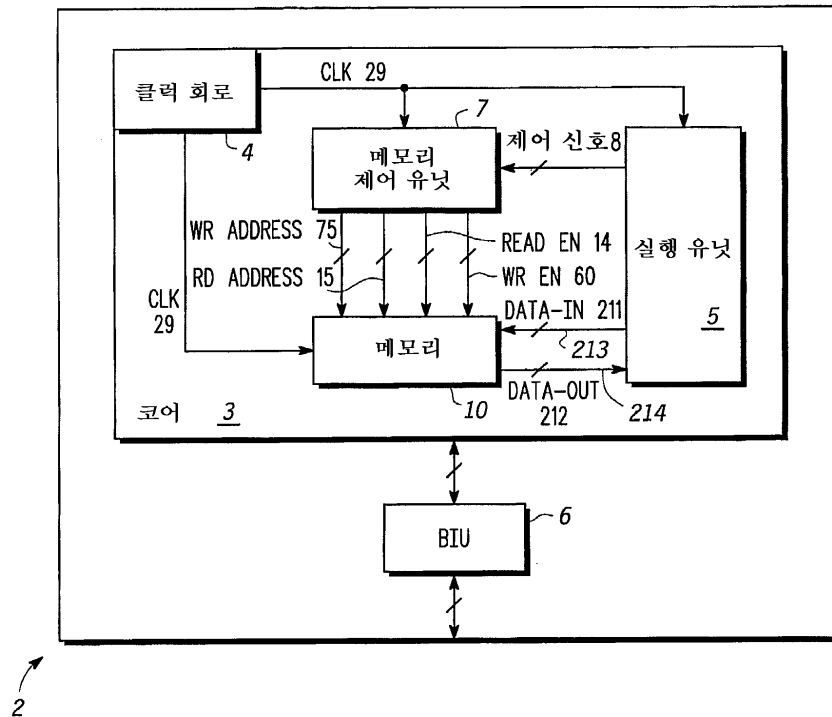 클럭 회로
4
CLK 29
7
메모리
제어 유닛
제어 신호8
WR ADDRESS 75
READ EN 14
RD ADDRESS 15
WR EN 60
실행 유닛
5
CLK
29
DATA-IN 211
213
메모리
10
DATA-OUT
212
214
코어 3
BIU
6
2